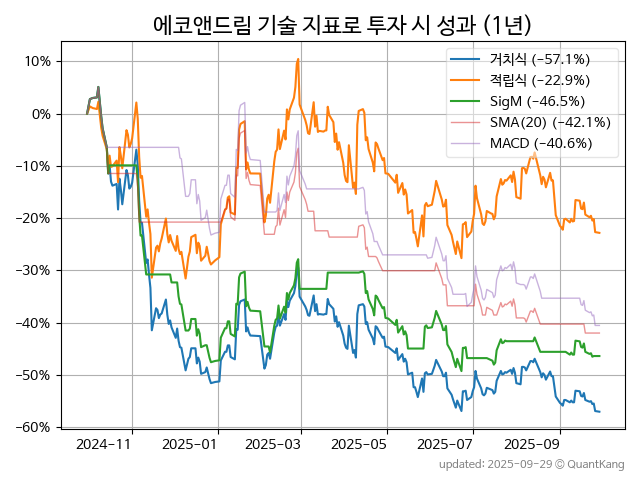 에코앤드림 기술 지표로 투자 시 성과 (1년)
거치식 (−57.1%)
적립식 (−22.9%)
SigM (−46.5%)
SMA(20) (−42.1%)
MACD (−40.6%)
10%
0%
−10%
−20%
−30%
−40%
−50%
−60%
2024-11 2025-01 2025-03 2025-05 2025-07 2025-09
updated: 2025-09-29 © QuantKang